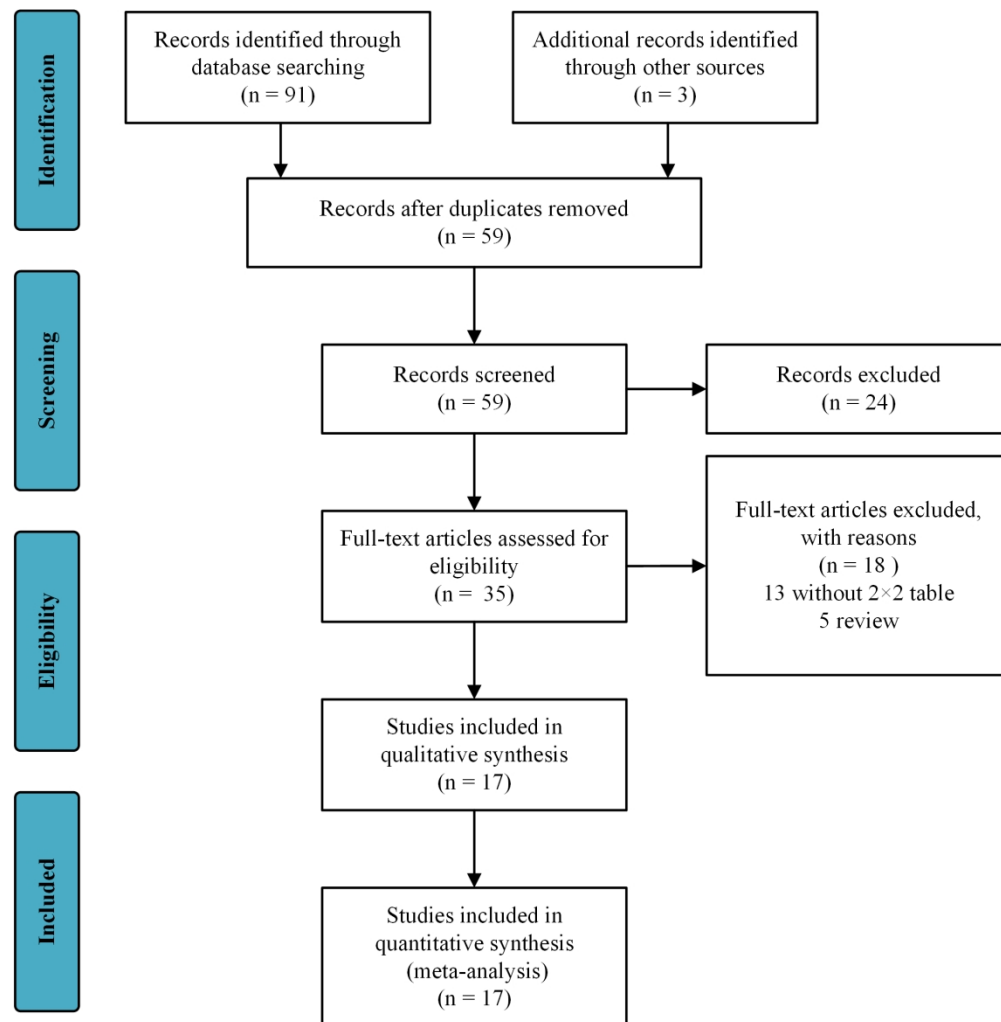 Identification
Records identified through
database searching
(n = 91)
Additional records identified
through other sources
(n = 3)
Records after duplicates removed
(n = 59)
Screening
Records screened
(n = 59)
Records excluded
(n = 24)
Eligibility
Full-text articles assessed for
eligibility
(n =  35)
Full-text articles excluded,
with reasons
(n = 18 )
13 without 2×2 table
5 review
Studies included in
qualitative synthesis
(n = 17)
Included
Studies included in
quantitative synthesis
(meta-analysis)
(n = 17)